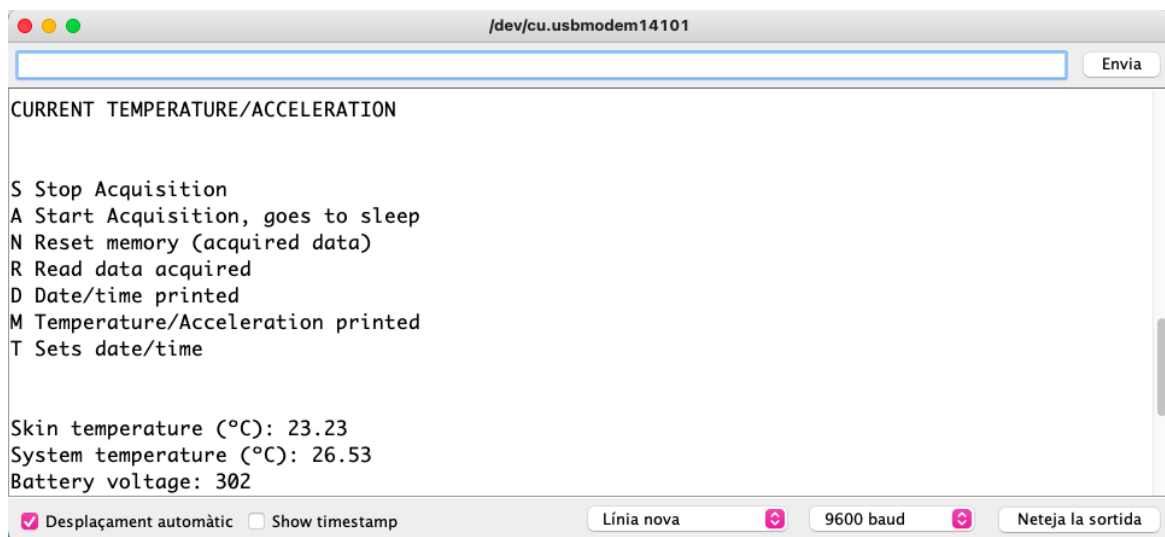 /dev/cu.usbmodem14101
Envia
CURRENT TEMPERATURE/ACCELERATION
S Stop Acquisition
A Start Acquisition, goes to sleep
N Reset memory (acquired data)
R Read data acquired
D Date/time printed
M Temperature/Acceleration printed
T Sets date/time
Skin temperature (ºC): 23.23
System temperature (ºC): 26.53
Battery voltage: 302
Desplaçament automàtic Show timestamp Línia nova 9600 baud Neteja la sortida